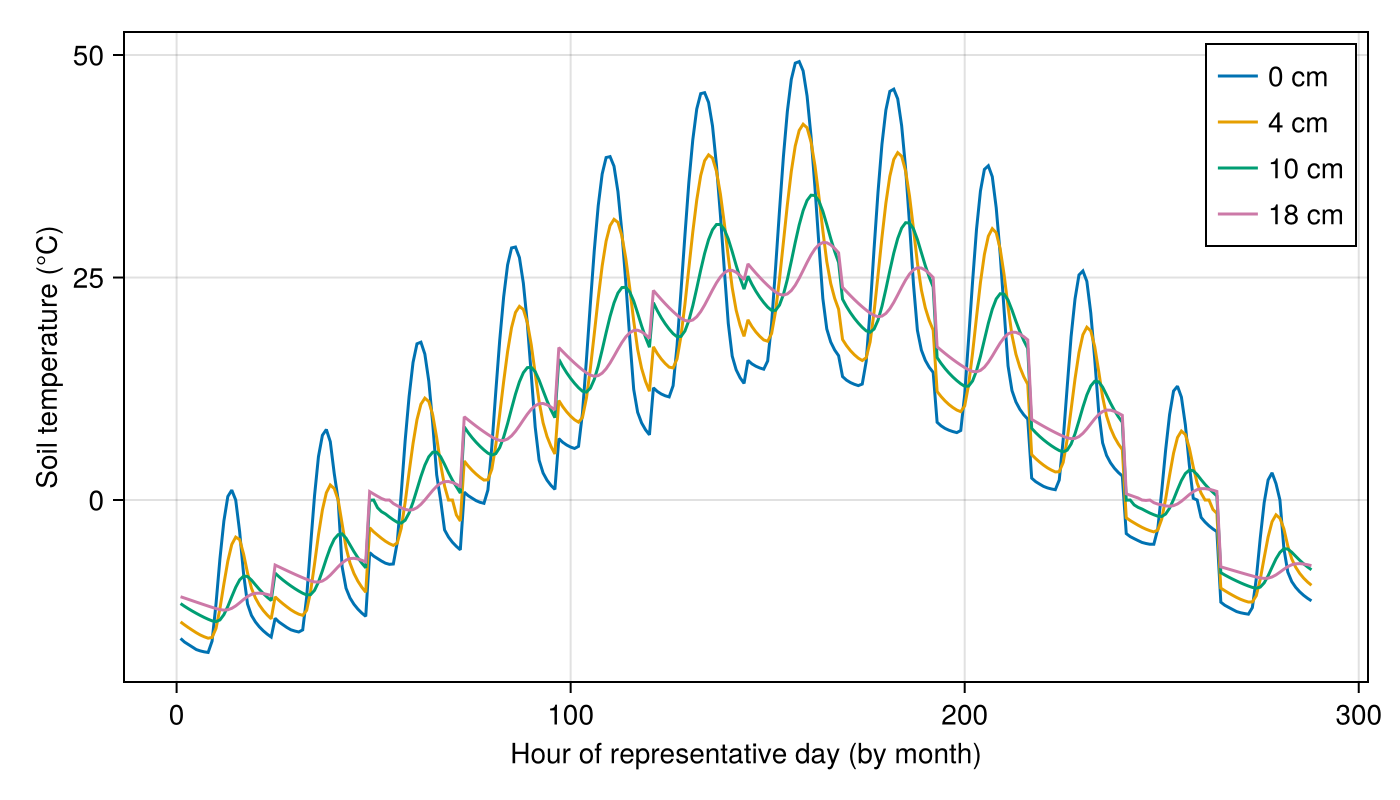 50
25
0
Soil temperature (°C)
0
100
200
300
Hour of representative day (by month)
0 cm
4 cm
10 cm
18 cm